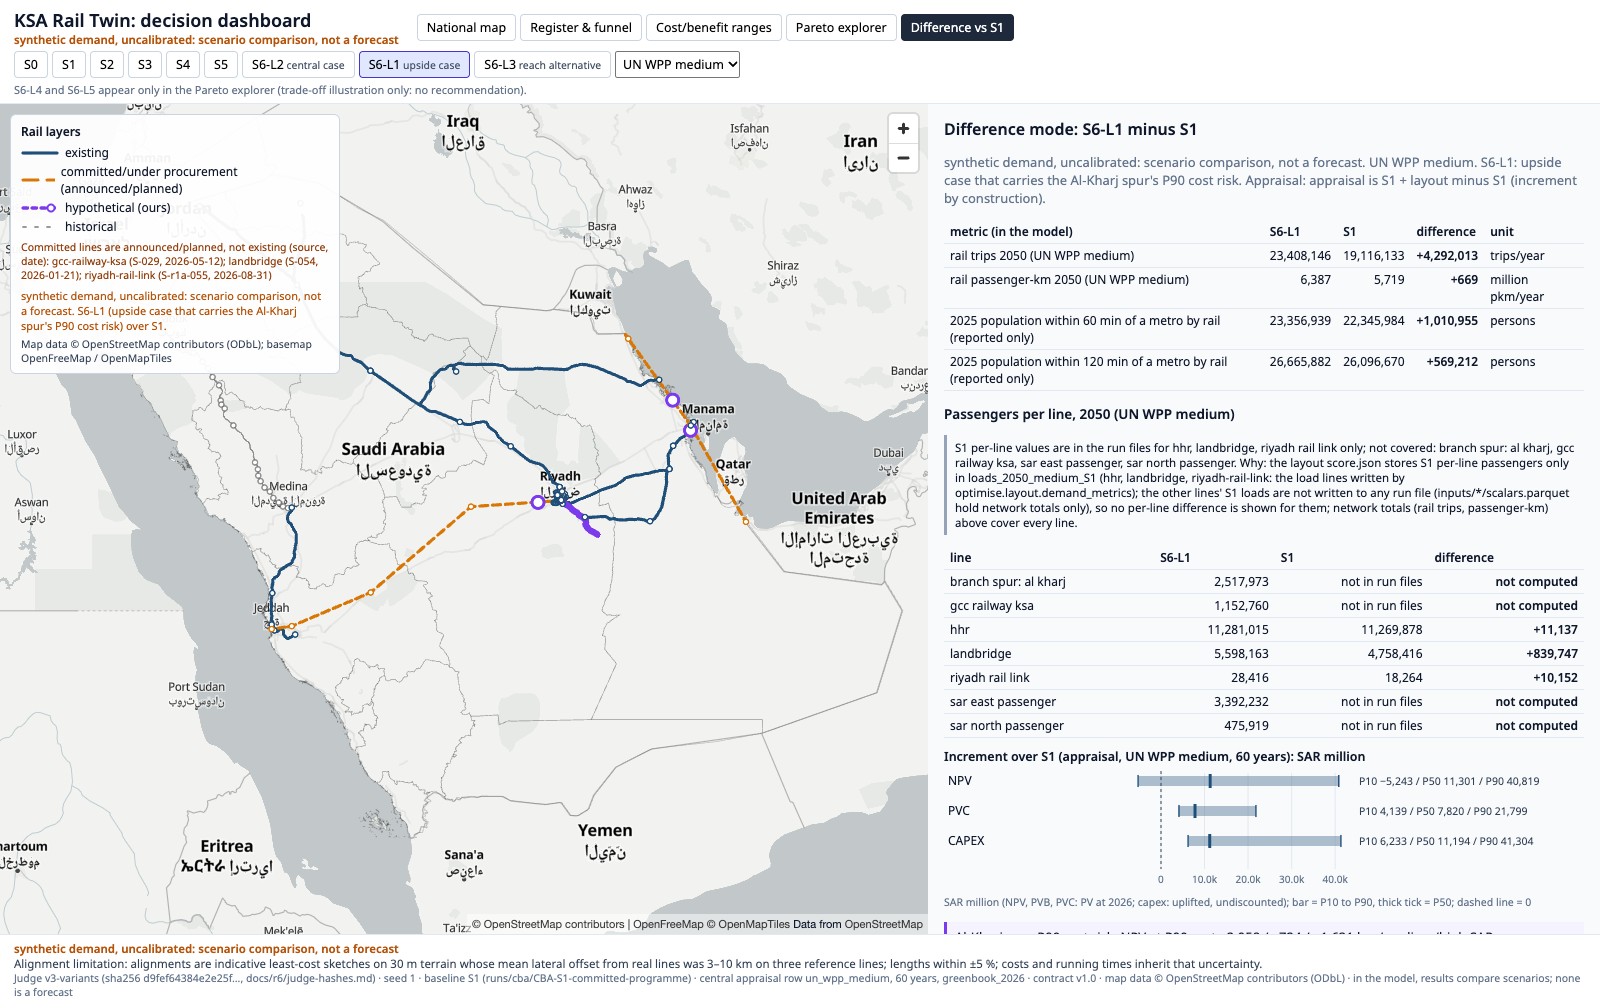 KSA Rail Twin: decision dashboard
synthetic demand, uncalibrated: scenario comparison, not a forecast
National map
Register & funnel
Cost/benefit ranges
Pareto explorer
Difference vs S1
S0
S1
S2
S3
S4
S5
S6-L2 central case
S6-L1 upside case
S6-L3 reach alternative
UN WPP medium
S6-L4 and S6-L5 appear only in the Pareto explorer (trade-off illustration only: no recommendation).
Rail layers
existing
committed/under procurement
(announced/planned)
hypothetical (ours)
historical
Committed lines are announced/planned, not existing (source,
date): gcc-railway-ksa (S-029, 2026-05-12); landbridge (S-054,
2026-01-21); riyadh-rail-link (S-r1a-055, 2026-08-31)
synthetic demand, uncalibrated: scenario comparison, not
a forecast. S6-L1 (upside case that carries the Al-Kharj
spur's P90 cost risk) over S1.
Map data © OpenStreetMap contributors (ODbL); basemap
OpenFreeMap / OpenMapTiles
Iraq
العراق
Isfahan
اصفهان
Iran
ایران
+
−
Ahwaz
اهواز
Basra
البصرة
Shiraz
شیراز
Kuwait
الكويت
Bandar
Manama
المنامة
Luxor
الأقصر
Saudi Arabia
السعودية
Dubai
دبي
Qatar
قطر
Riyadh
Medina
المدينة المنورة
Aswan
أسوان
United Arab
Emirates
الإمارات العربية
المتحدة
Jeddah
Port Sudan
بورتسودان
Eritrea
ኤርትራ إرتريا
Sana'a
صنعاء
Yemen
اليمن
Mek'elē
Ta'izz
© OpenStreetMap contributors | OpenFreeMap © OpenMapTiles Data from OpenStreetMap
Difference mode: S6-L1 minus S1
synthetic demand, uncalibrated: scenario comparison, not a forecast. UN WPP medium. S6-L1: upside
case that carries the Al-Kharj spur's P90 cost risk. Appraisal: appraisal is S1 + layout minus S1 (increment
by construction).
metric (in the model) S6-L1 S1 difference unit
rail trips 2050 (UN WPP medium) 23,408,146 19,116,133 +4,292,013 trips/year
rail passenger-km 2050 (UN WPP medium) 6,387 5,719 +669 million
pkm/year
2025 population within 60 min of a metro by rail 23,356,939 22,345,984 +1,010,955 persons
(reported only)
2025 population within 120 min of a metro by rail 26,665,882 26,096,670 +569,212 persons
(reported only)
Passengers per line, 2050 (UN WPP medium)
S1 per-line values are in the run files for hhr, landbridge, riyadh rail link only; not covered: branch spur: al kharj, gcc
railway ksa, sar east passenger, sar north passenger. Why: the layout score.json stores S1 per-line passengers only
in loads_2050_medium_S1 (hhr, landbridge, riyadh-rail-link: the load lines written by
optimise.layout.demand_metrics); the other lines' S1 loads are not written to any run file (inputs/*/scalars.parquet
hold network totals only), so no per-line difference is shown for them; network totals (rail trips, passenger-km)
above cover every line.
line S6-L1 S1 difference
branch spur: al kharj 2,517,973 not in run files not computed
gcc railway ksa 1,152,760 not in run files not computed
hhr 11,281,015 11,269,878 +11,137
landbridge 5,598,163 4,758,416 +839,747
riyadh rail link 28,416 18,264 +10,152
sar east passenger 3,392,232 not in run files not computed
sar north passenger 475,919 not in run files not computed
Increment over S1 (appraisal, UN WPP medium, 60 years): SAR million
NPV P10 −5,243 / P50 11,301 / P90 40,819
PVC P10 4,139 / P50 7,820 / P90 21,799
CAPEX P10 6,233 / P50 11,194 / P90 41,304
0 10.0k 20.0k 30.0k 40.0k
SAR million (NPV, PVB, PVC: PV at 2026; capex: uplifted, undiscounted); bar = P10 to P90, thick tick = P50; dashed line = 0
synthetic demand, uncalibrated: scenario comparison, not a forecast
Alignment limitation: alignments are indicative least-cost sketches on 30 m terrain whose mean lateral offset from real lines was 3–10 km on three reference lines; lengths within ±5 %; costs and running times inherit that uncertainty.
Judge v3-variants (sha256 d9fef64384e2e25f…, docs/r6/judge-hashes.md) · seed 1 · baseline S1 (runs/cba/CBA-S1-committed-programme) · central appraisal row un_wpp_medium, 60 years, greenbook_2026 · contract v1.0 · map data © OpenStreetMap contributors (ODbL) · in the model, results compare scenarios; none
is a forecast